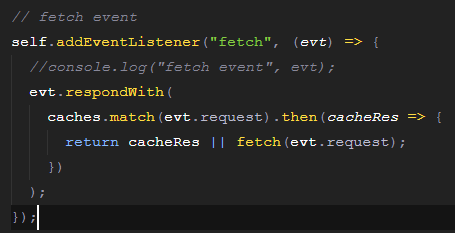 // fetch event
self.addEventListener("fetch", (evt) => {
  //console.log("fetch event", evt);
  evt.respondWith(
    caches.match(evt.request).then(cacheRes => {
      return cacheRes || fetch(evt.request);
    })
  );
});